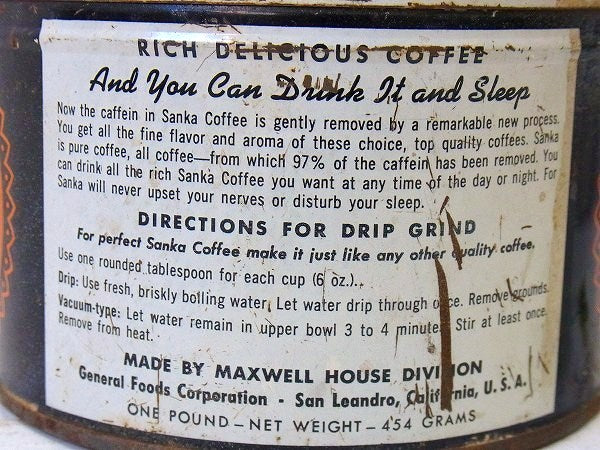 RICH DELICIOUS COFFEE
And You Can Drink It and Sleep
Now the caffein in Sanka Coffee is gently removed by a remarkable new process.
You get all the fine flavor and aroma of these choice, top quality coffees. Sanka
is pure coffee, all coffee—from which 97% of the caffein has been removed. You
can drink all the rich Sanka Coffee you want at any time of the day or night. For
Sanka will never upset your nerves or disturb your sleep.
DIRECTIONS FOR DRIP GRIND
For perfect Sanka Coffee make it just like any other quality coffee.
Use one rounded tablespoon for each cup (6 oz.).
Drip: Use fresh, briskly boiling water. Let water drip through once. Remove grounds.
Vacuum-type: Let water remain in upper bowl 3 to 4 minutes. Stir at least once.
Remove from heat.
MADE BY MAXWELL HOUSE DIVISION
General Foods Corporation - San Leandro, California, U. S. A.
ONE POUND—NET WEIGHT—454 GRAMS